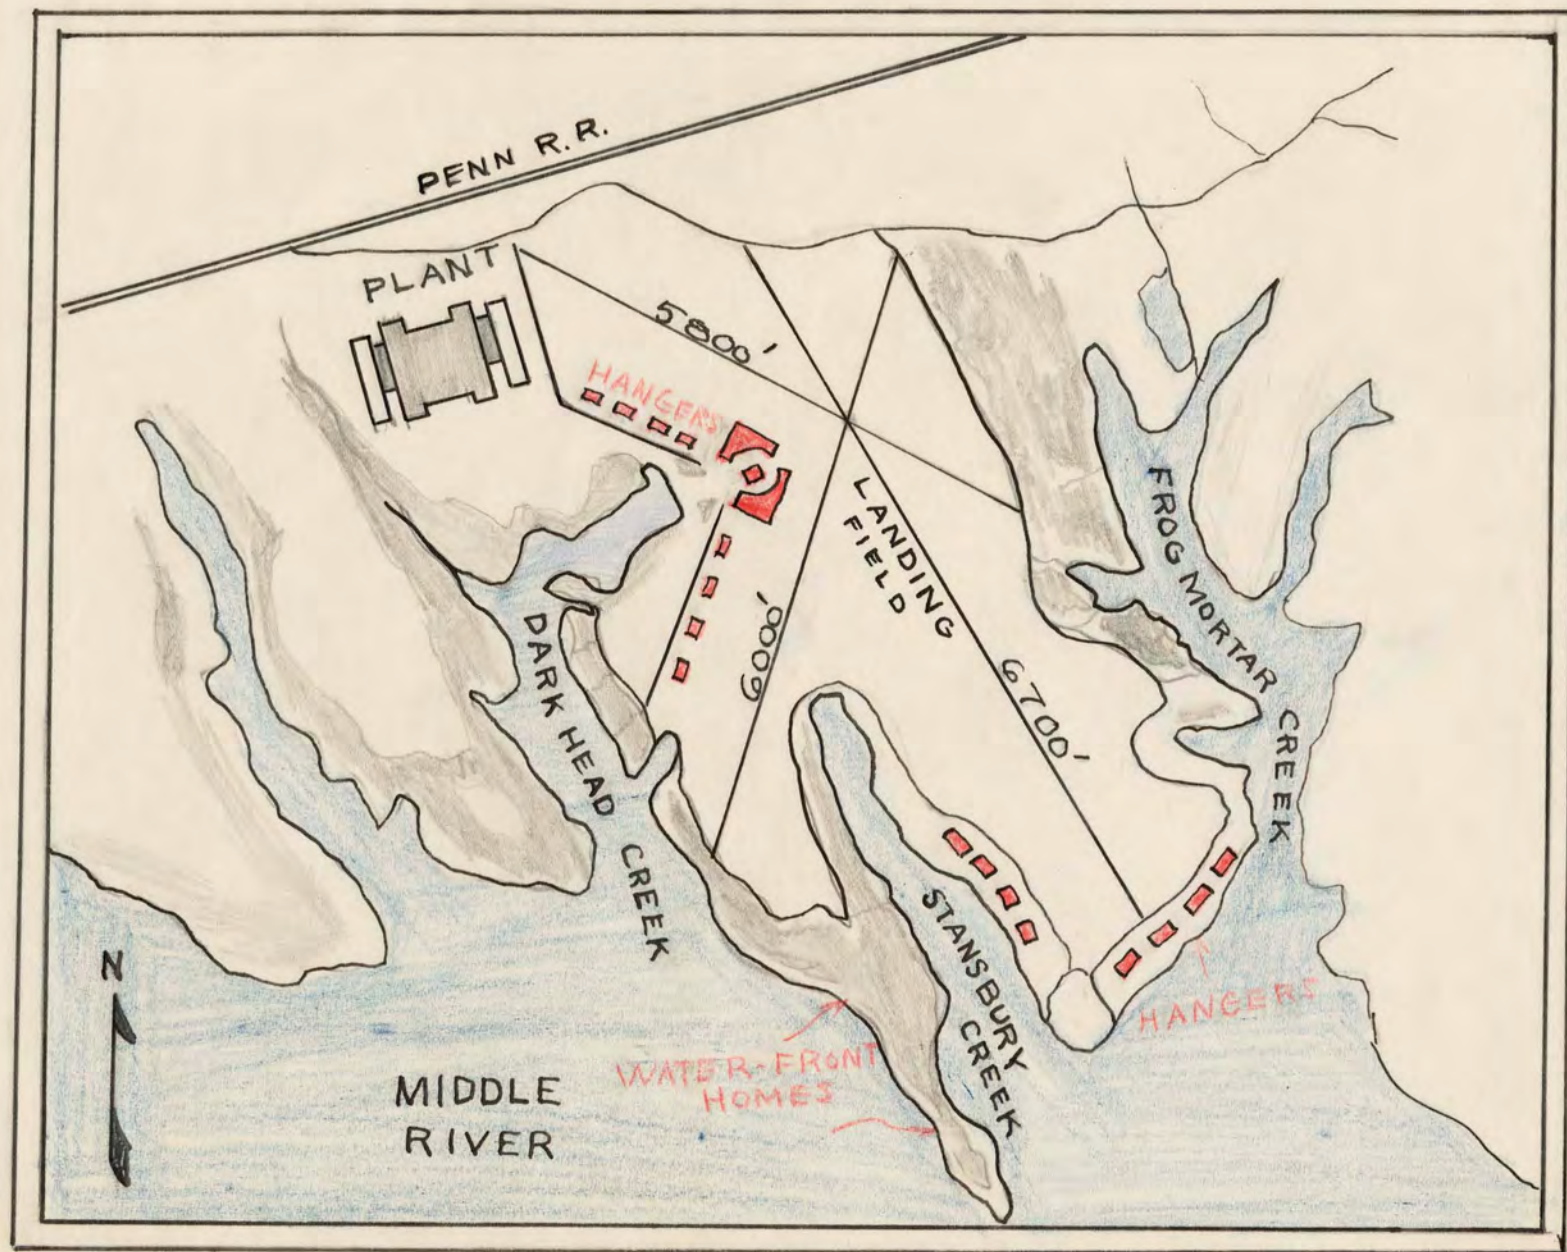 PENN R.R.
PLANT
5800'
HANGERS
LANDING
FIELD
6000'
6700'
FROG MORTAR CREEK
DARK HEAD CREEK
STANSBURY
CREEK
HANGERS
WATER-FRONT
HOMES
N
MIDDLE
RIVER